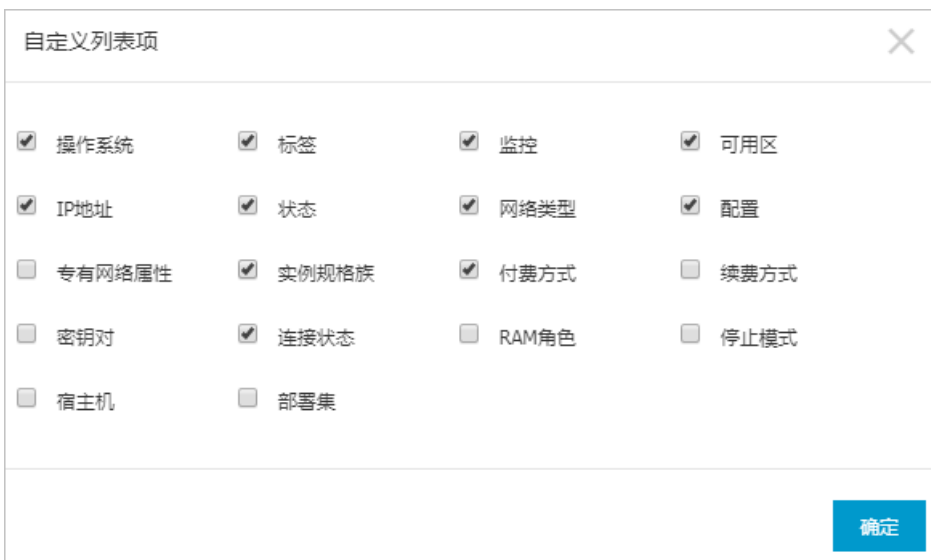 自定义列表项
操作系统 标签 监控 可用区
IP地址 状态 网络类型 配置
专有网络属性 实例规格族 付费方式 续费方式
密钥对 连接状态 RAM角色 停止模式
宿主机 部署集
确定